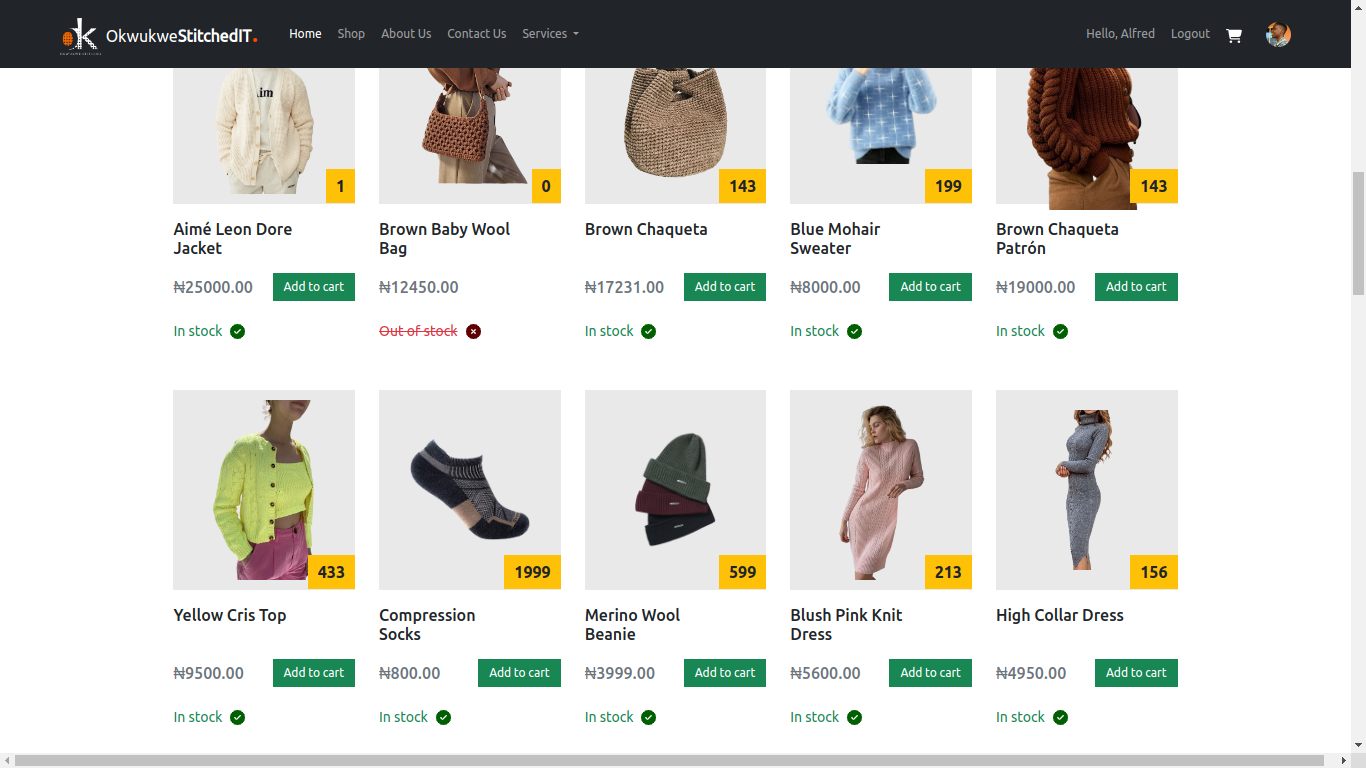 OkwukweStitchedIT.
Home Shop About Us Contact Us Services
Hello, Alfred Logout
1 0 143 199 143
Aimé Leon Dore Jacket
Brown Baby Wool Bag
Brown Chaqueta
Blue Mohair Sweater
Brown Chaqueta Patrón
₦25000.00 Add to cart
₦12450.00
₦17231.00 Add to cart
₦8000.00 Add to cart
₦19000.00 Add to cart
In stock
Out of stock
In stock
In stock
In stock
433 1999 599 213 156
Yellow Cris Top
Compression Socks
Merino Wool Beanie
Blush Pink Knit Dress
High Collar Dress
₦9500.00 Add to cart
₦800.00 Add to cart
₦3999.00 Add to cart
₦5600.00 Add to cart
₦4950.00 Add to cart
In stock
In stock
In stock
In stock
In stock